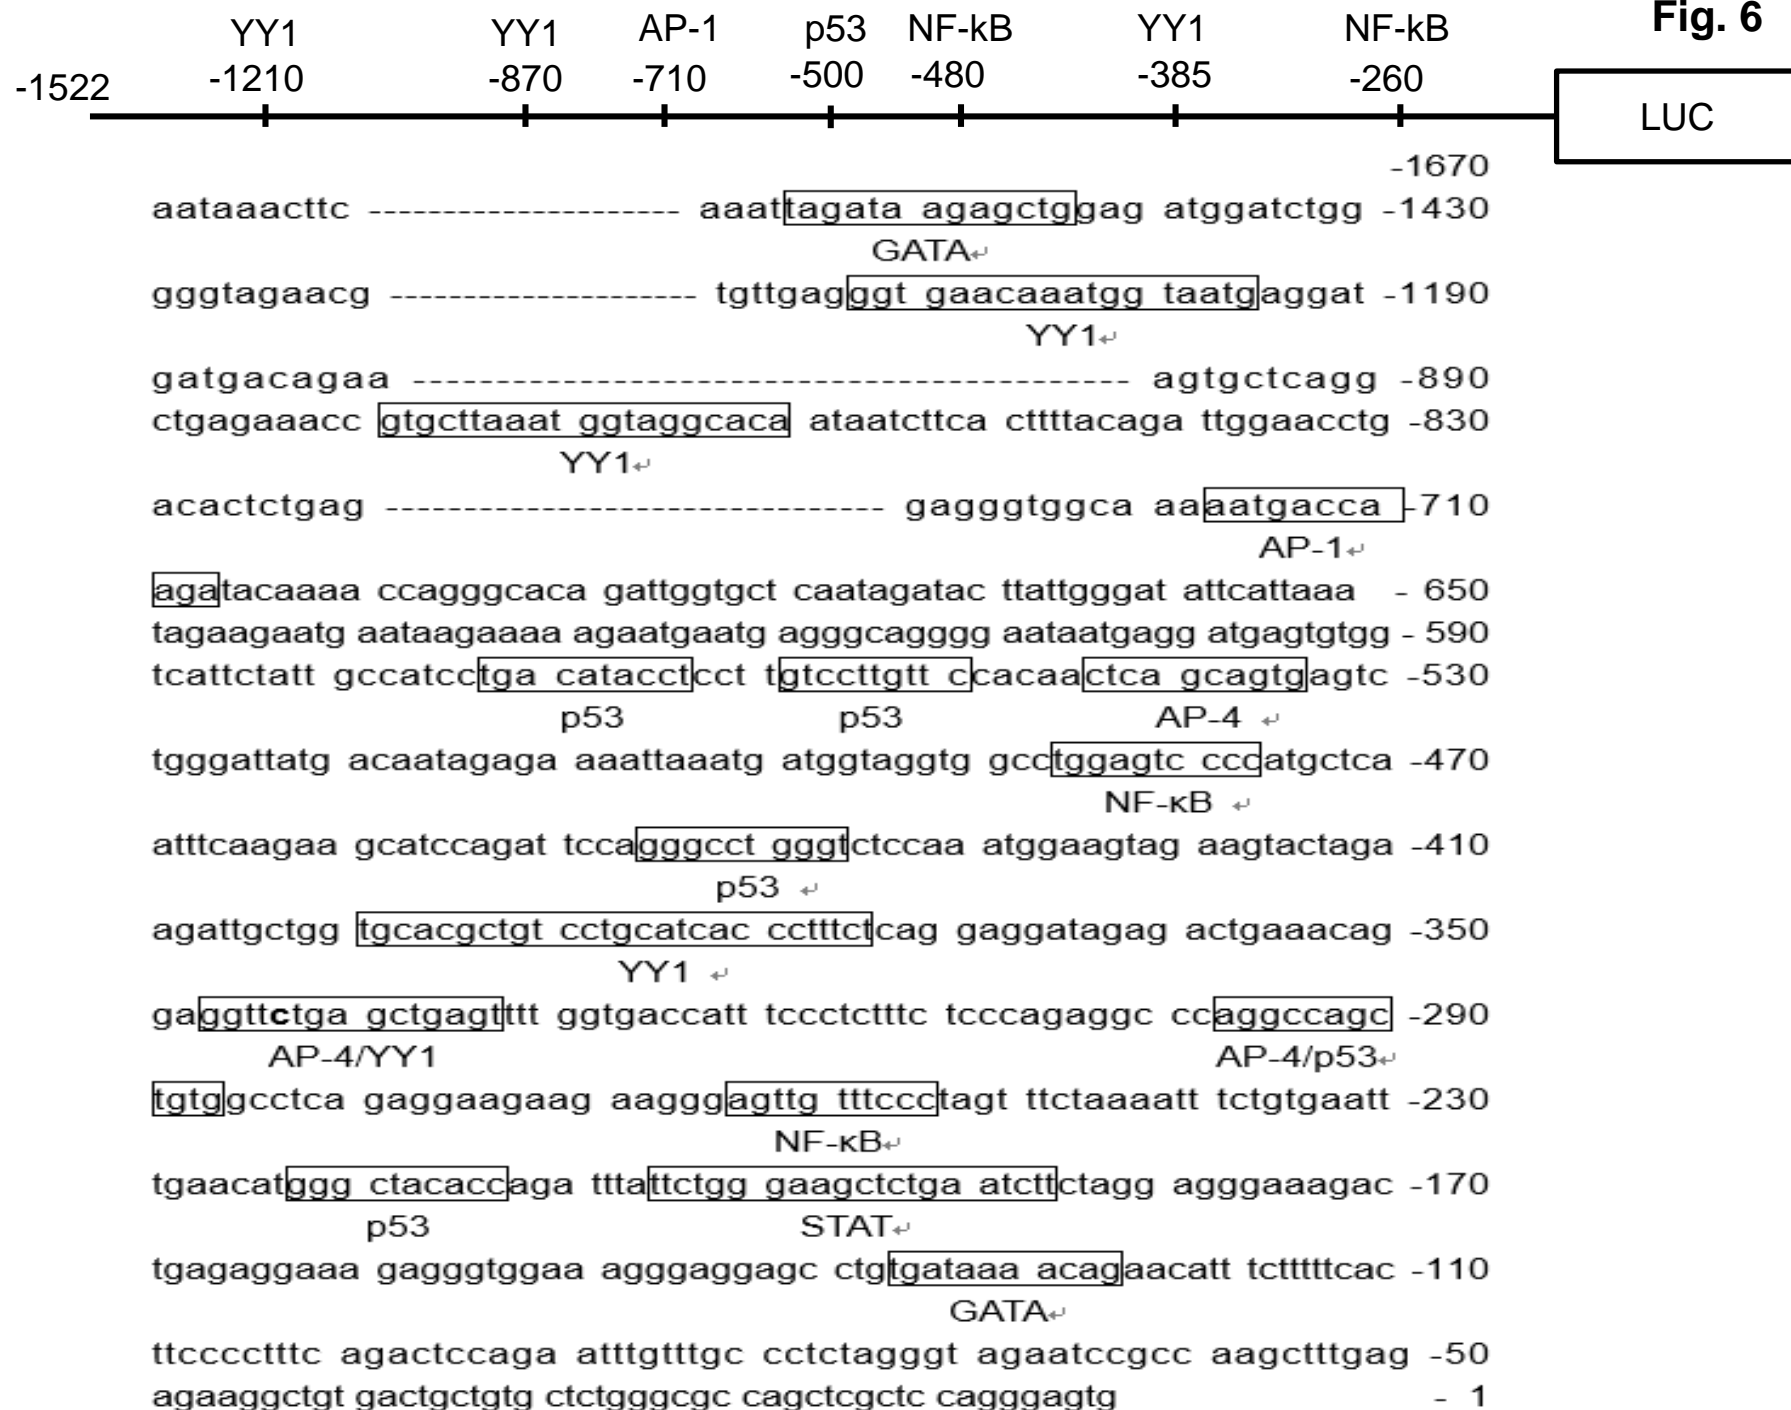 Fig. 6
YY1 YY1 AP-1 p53 NF-kB YY1 NF-kB
-1522 -1210 -870 -710 -500 -480 -385 -260
LUC
-1670
aataaacttc --------------------- aaattagata agagctggag atggatctgg -1430
GATA↵
gggtagaacg --------------------- tgttgagggt gaacaaatgg taatgaggat -1190
YY1↵
gatgacagaa -------------------------------------------- agtgctcagg -890
ctgagaaacc gtgcttaaat ggtaggcaca ataatcttca cttttacaga ttggaacctg -830
YY1↵
acactctgag ---------------------------------- gagggtggca aaaatgacca -710
AP-1↵
agatacaaaa ccagggcaca gattggtgct caatagatac ttattgggat attcattaaa - 650
tagaagaatg aataagaaaa agaatgaatg agggcagggg aataatgagg atgagtgtgg - 590
tcattctatt gccatcctga catacctcct tgtccttgtt ccacaactca gcagtgagtc -530
p53 p53 AP-4 ↵
tgggattatg acaatagaga aaattaaatg atggtaggtg gcctggagtc cccatgctca -470
NF-κB ↵
atttcaagaa gcatccagat tccagggcct gggtctccaa atggaagtag aagtactaga -410
p53 ↵
agattgctgg tgcacgctgt cctgcatcac cctttctcag gaggatagag actgaaacag -350
YY1 ↵
gaggttctga gctgagtttt ggtgaccatt tccctctttc tcccagaggc ccaggccagc -290
AP-4/YY1 AP-4/p53↵
tgtggcctca gaggaagaag aagggagttg tttccctagt ttctaaaatt tctgtgaatt -230
NF-κB↵
tgaacatggg ctacaccaga tttattctgg gaagctctga atcttctagg agggaaagac -170
p53 STAT↵
tgagaggaaa gagggtggaa agggaggagc ctgtgataaa acagaacatt tctttttcac -110
GATA↵
ttcccctttc agactccaga atttgtttgc cctctagggt agaatccgcc aagctttgag -50
agaaggctgt gactgctgtg ctctgggcgc cagctcgctc cagggagtg - 1